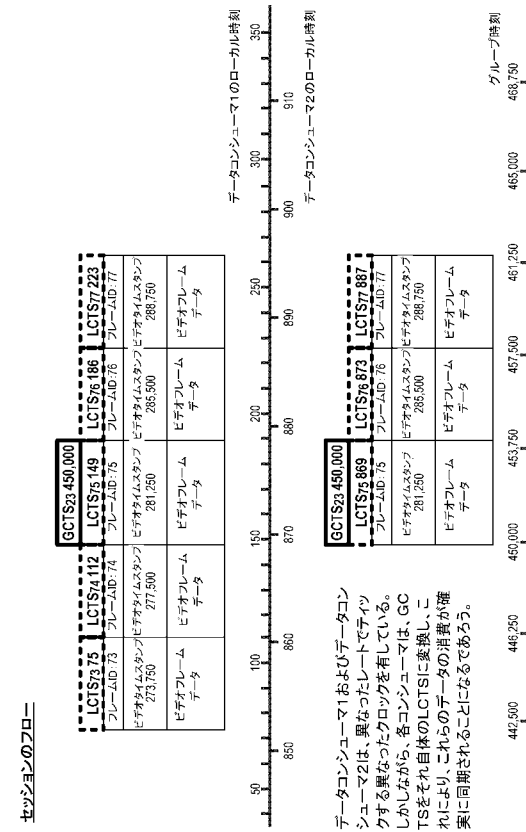 セッションのフロー
GCTS23 450,000
LCTS73 75
LCTS74 112
LCTS75 149
LCTS76 186
LCTS77 223
フレームID:73
フレームID:74
フレームID:75
フレームID:76
フレームID:77
ビデオタイムスタンプ
273,750
ビデオタイムスタンプ
277,500
ビデオタイムスタンプ
281,250
ビデオタイムスタンプ
285,500
ビデオタイムスタンプ
288,750
ビデオフレーム
データ
ビデオフレーム
データ
ビデオフレーム
データ
ビデオフレーム
データ
ビデオフレーム
データ
データコンシューマ1のローカル時刻
50 100 150 200 250 300 350
850 860 870 880 890 900 910
データコンシューマ2のローカル時刻
データコンシューマ1およびデータコン
シューマ2は、異なったレートでティッ
クする異なったクロックを有している。
しかしながら、各コンシューマは、GC
TSをそれ自体のLCTSに変換し、こ
れにより、これらのデータの消費が確
実に同期されることになるであろう。
GCTS23 450,000
LCTS75 869
LCTS76 873
LCTS77 887
フレームID:75
フレームID:76
フレームID:77
ビデオタイムスタンプ
281,250
ビデオタイムスタンプ
285,500
ビデオタイムスタンプ
288,750
ビデオフレーム
データ
ビデオフレーム
データ
ビデオフレーム
データ
グループ時刻
442,500 446,250 450,000 453,750 457,500 461,250 465,000 468,750